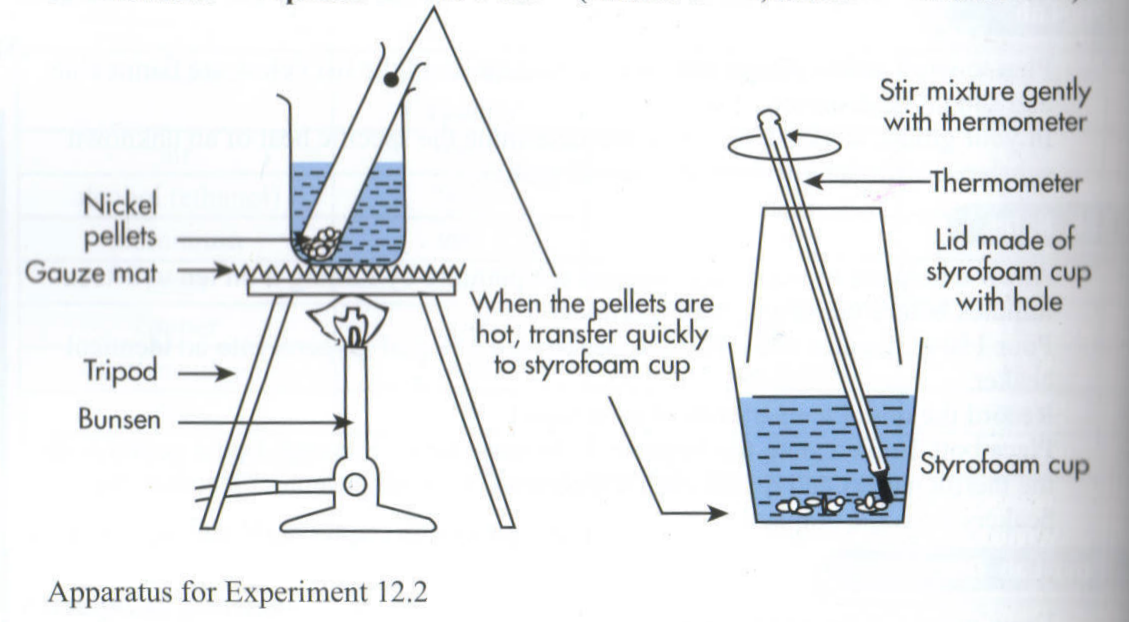 Nickel
pellets
Gauze mat
Tripod
Bunsen
When the pellets are
hot, transfer quickly
to styrofoam cup
Stir mixture gently
with thermometer
Thermometer
Lid made of
styrofoam cup
with hole
Styrofoam cup
Apparatus for Experiment 12.2